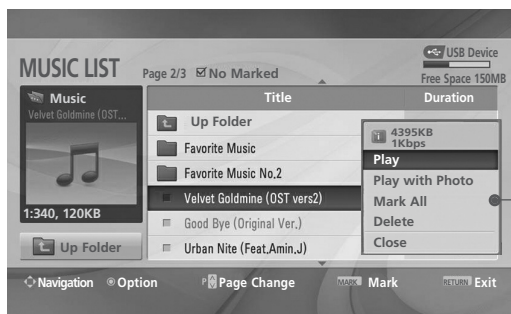 USB Device
MUSIC LIST
Page 2/3 No Marked
Free Space 150MB
Music
Velvet Goldmine (OST...
1:340, 120KB
Up Folder
Title Duration
Up Folder
Favorite Music
Favorite Music No.2
Velvet Goldmine (OST vers2)
Good Bye (Original Ver.)
Urban Nite (Feat.Amin.J)
4395KB
1Kbps
Play
Play with Photo
Mark All
Delete
Close
Navigation Option P Page Change MARK Mark RETURN Exit